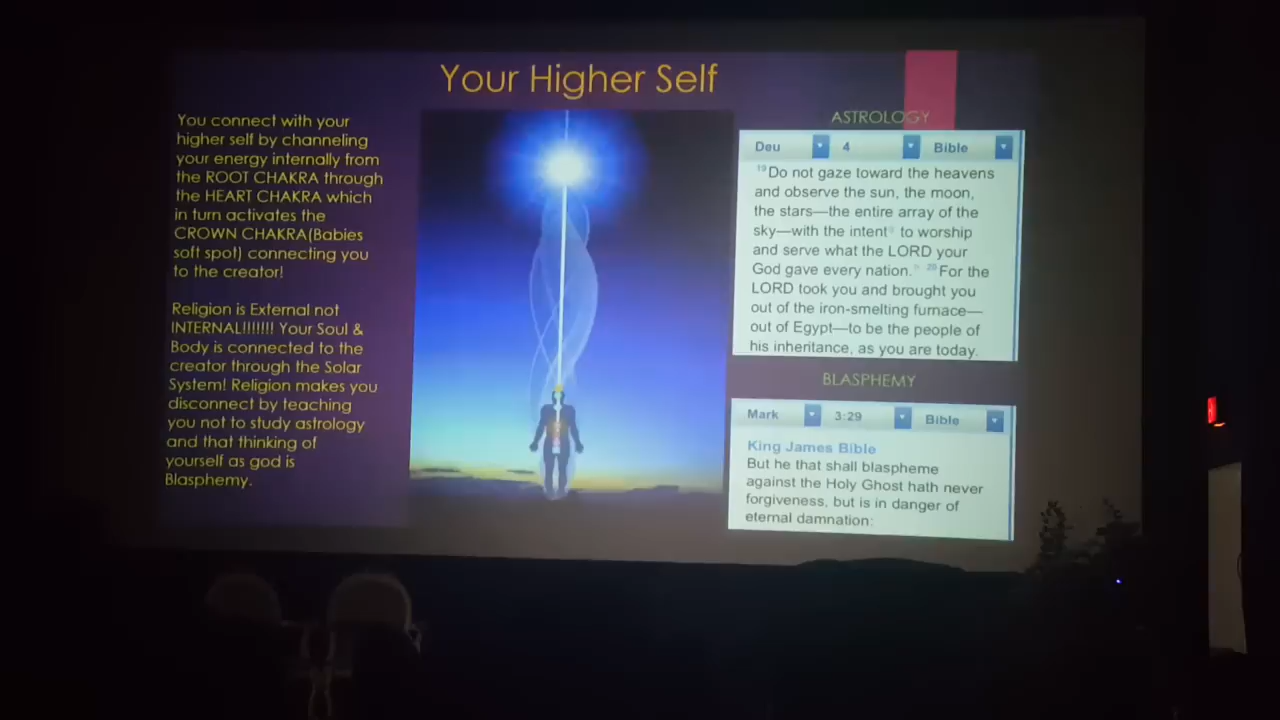 Your Higher Self
You connect with your
higher self by channeling
your energy internally from
the ROOT CHAKRA through
the HEART CHAKRA which
in turn activates the
CROWN CHAKRA(Babies
soft spot) connecting you
to the creator!
Religion is External not
INTERNAL!!!!!!! Your Soul &
Body is connected to the
creator through the Solar
System! Religion makes you
disconnect by teaching
you not to study astrology
and that thinking of
yourself as god is
Blasphemy.
ASTROLOGY
Deu 4 Bible
19 Do not gaze toward the heavens
and observe the sun, the moon,
the stars—the entire array of the
sky—with the intent to worship
and serve what the LORD your
God gave every nation. 20 For the
LORD took you and brought you
out of the iron-smelting furnace—
out of Egypt—to be the people of
his inheritance, as you are today.
BLASPHEMY
Mark 3:29 Bible
King James Bible
But he that shall blaspheme
against the Holy Ghost hath never
forgiveness, but is in danger of
eternal damnation: